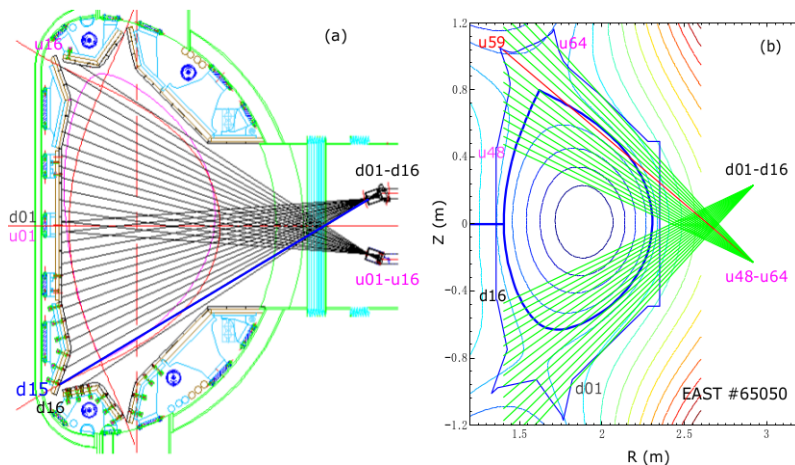 u16
(a)
d01-d16
d01
u01
u01-u16
d15
d16
1.2
0.8
0.4
0
-0.4
-0.8
-1.2
Z (m)
u59
u64
(b)
u48
d01-d16
d16
u48-u64
d01
EAST #65050
1.5
2
2.5
3
R (m)